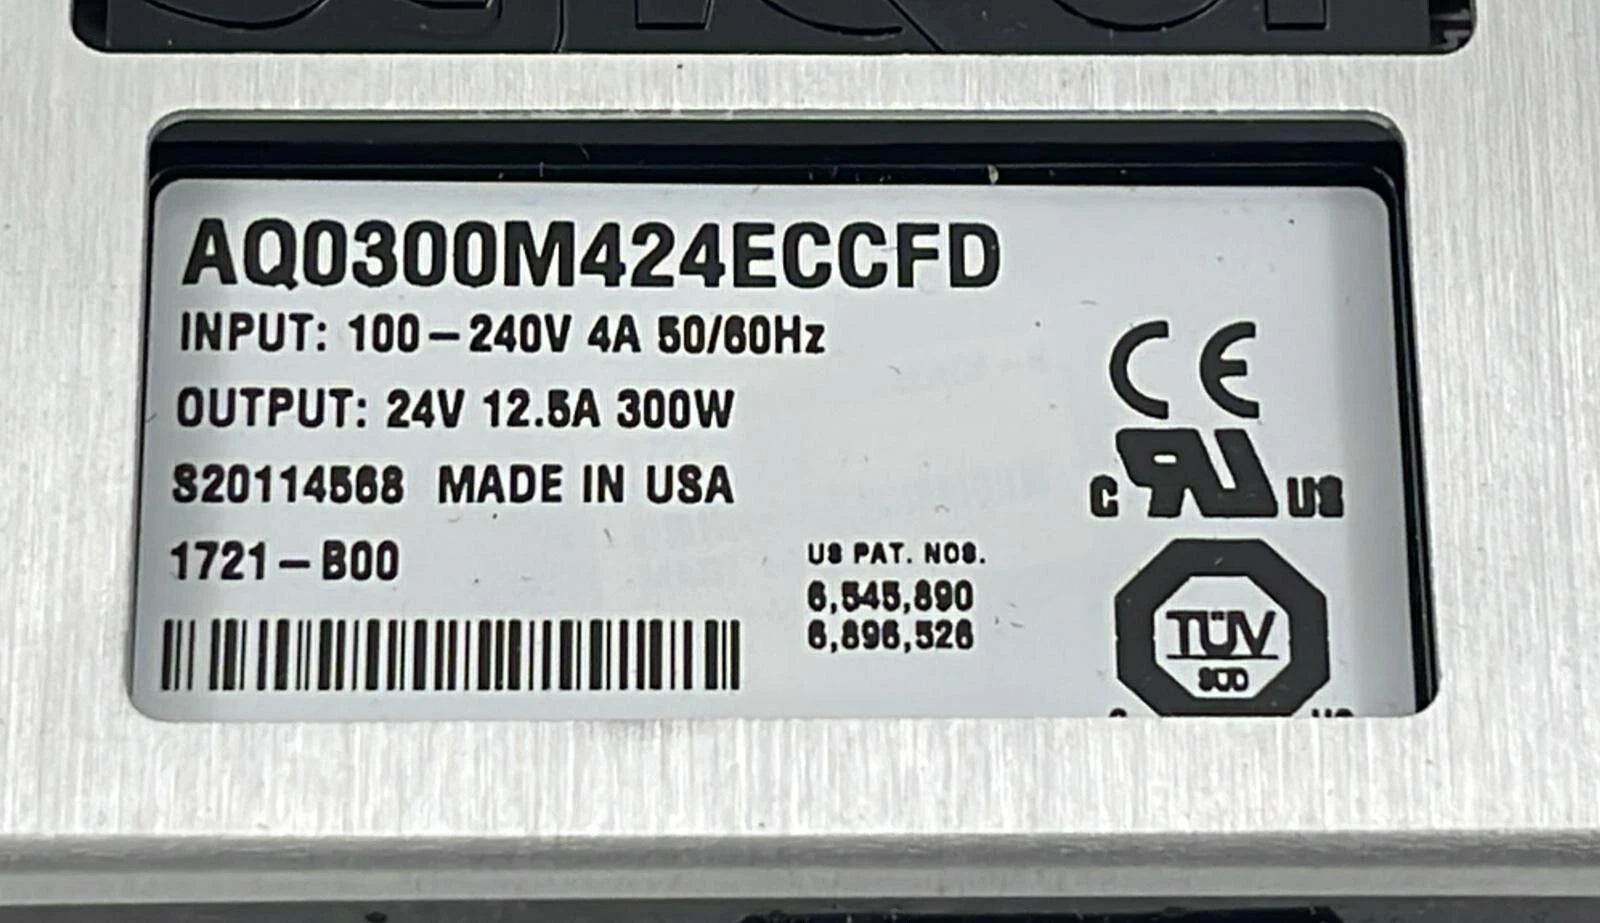 AQ0300M424ECCFD
INPUT: 100–240V 4A 50/60Hz
OUTPUT: 24V 12.5A 300W
S20114568 MADE IN USA
1721–B00
US PAT. NOS.
6,545,890
6,896,526
CE
C RU US
TÜV
SÜD